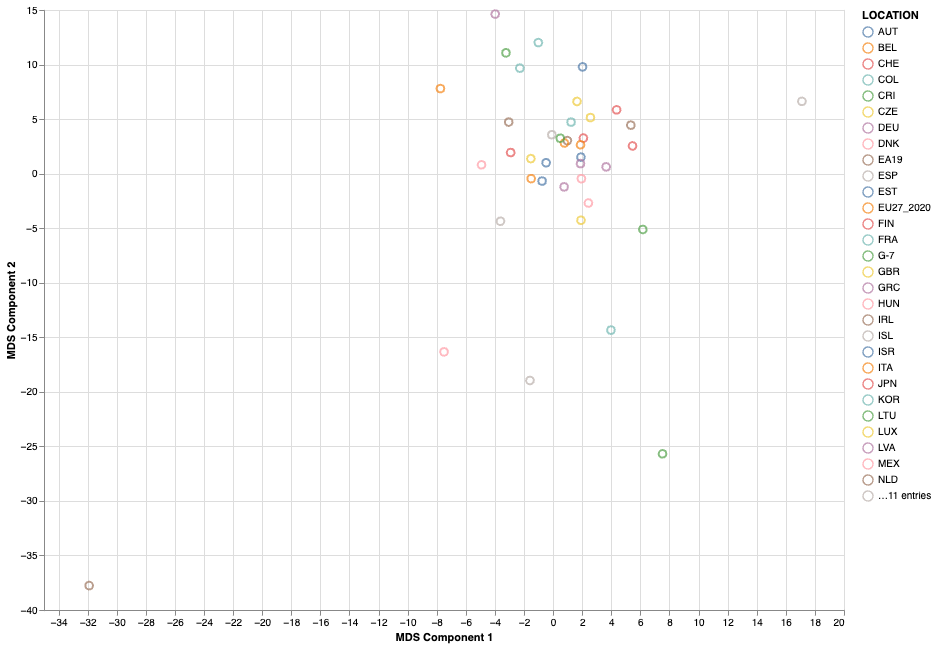 15
10
5
0
−5
−10
−15
−20
−25
−30
−35
−40
MDS Component 2
−34 −32 −30 −28 −26 −24 −22 −20 −18 −16 −14 −12 −10 −8 −6 −4 −2 0 2 4 6 8 10 12 14 16 18 20
MDS Component 1
LOCATION
AUT
BEL
CHE
COL
CRI
CZE
DEU
DNK
EA19
ESP
EST
EU27_2020
FIN
FRA
G-7
GBR
GRC
HUN
IRL
ISL
ISR
ITA
JPN
KOR
LTU
LUX
LVA
MEX
NLD
…11 entries